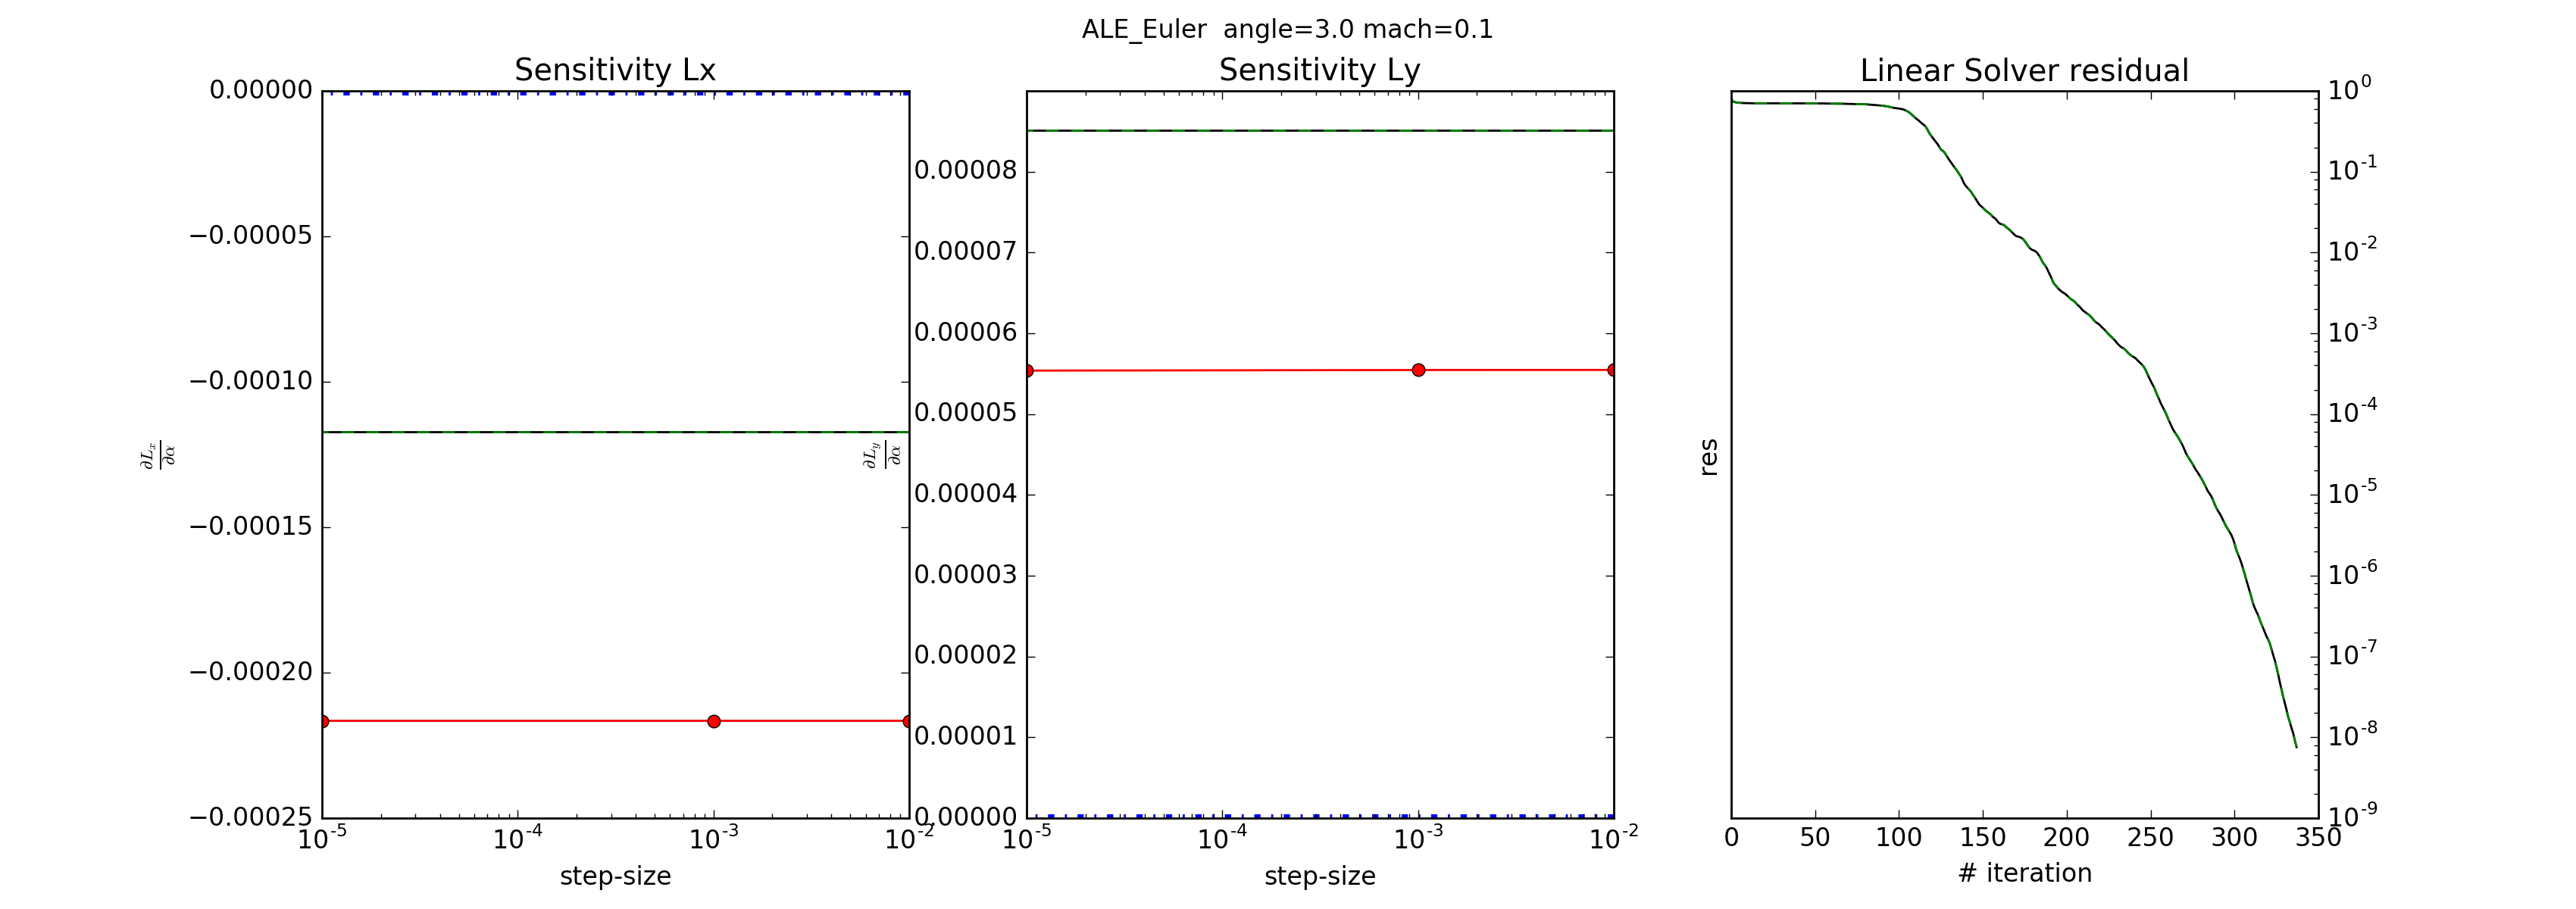 ALE_Euler angle=3.0 mach=0.1
Sensitivity Lx
0.00000
−0.00005
−0.00010
−0.00015
−0.00020
−0.00025
∂Lₓ/∂α
10^-5 10^-4 10^-3 10^-2
step-size
Sensitivity Ly
0.00008
0.00007
0.00006
0.00005
0.00004
0.00003
0.00002
0.00001
0.00000
∂L_y/∂α
10^-5 10^-4 10^-3 10^-2
step-size
Linear Solver residual
10^0
10^-1
10^-2
10^-3
10^-4
10^-5
10^-6
10^-7
10^-8
10^-9
res
0 50 100 150 200 250 300 350
# iteration